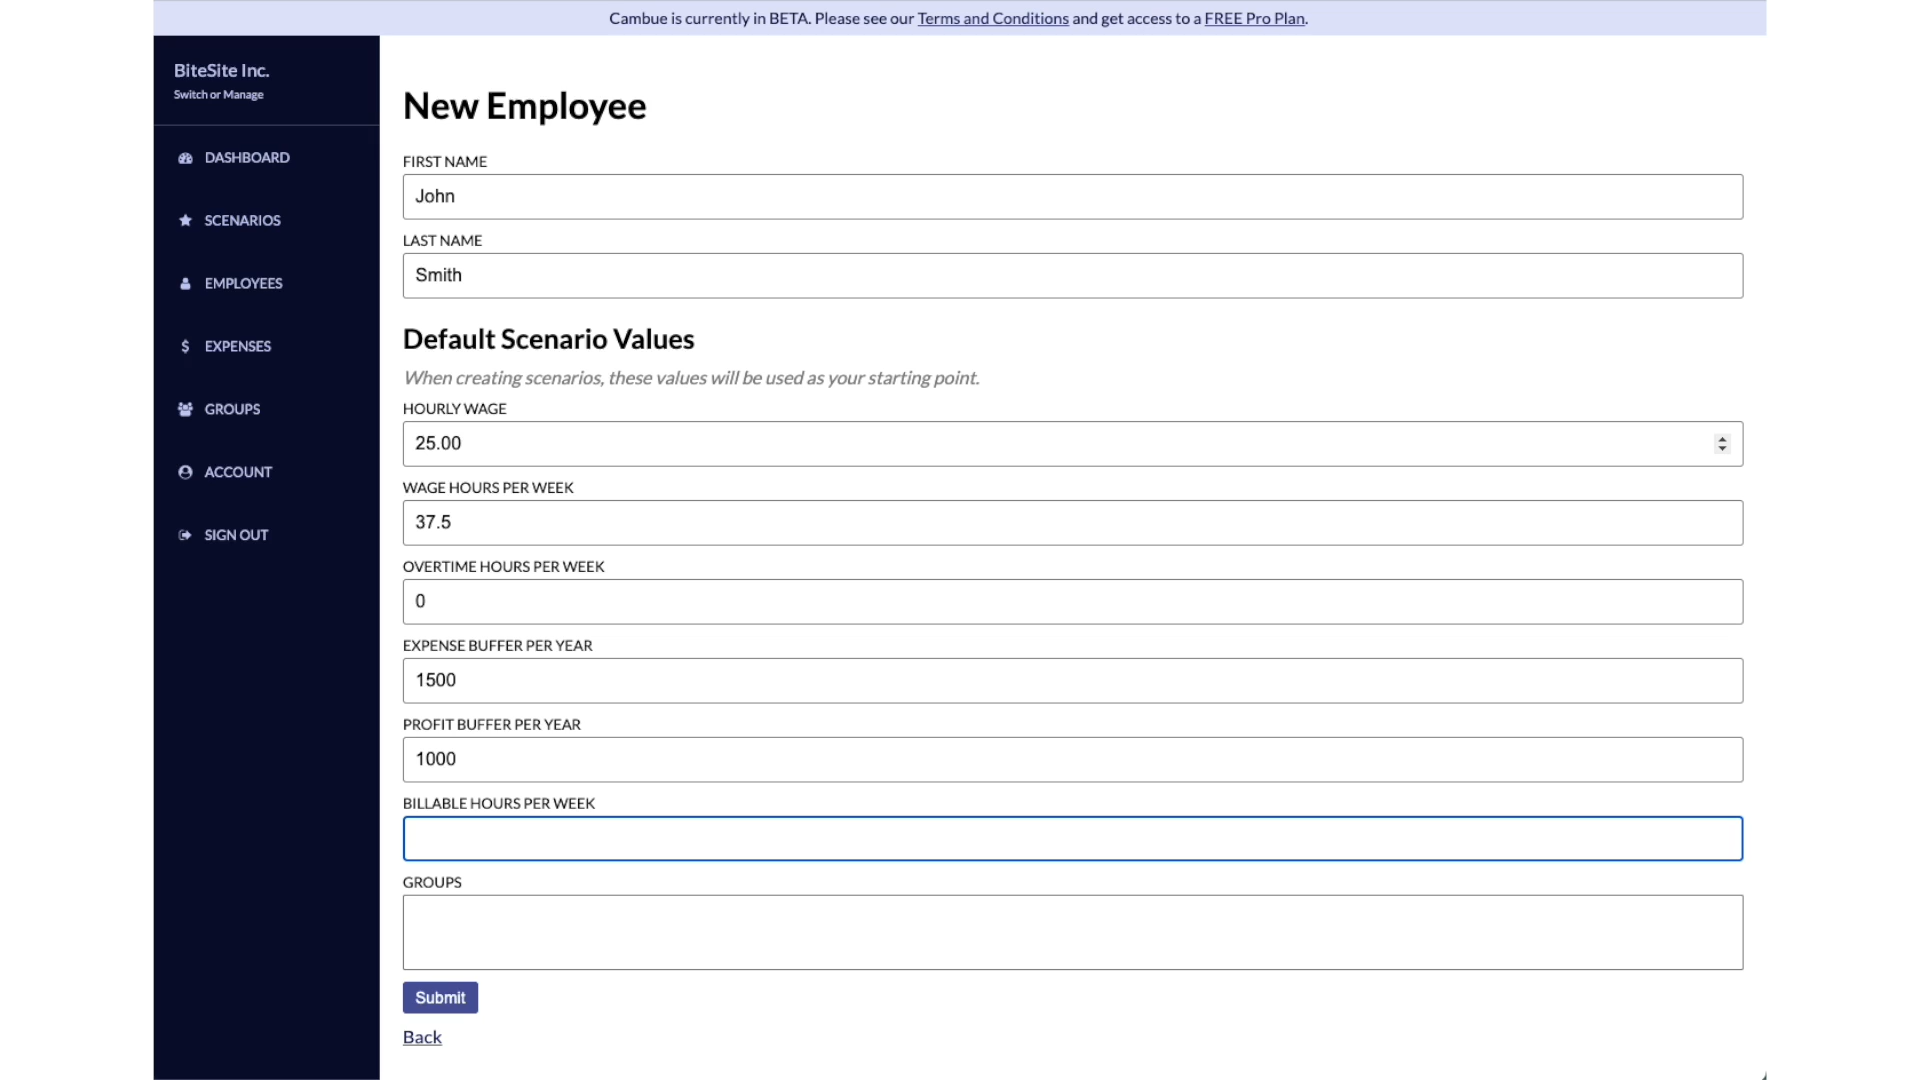 Cambue is currently in BETA. Please see our Terms and Conditions and get access to a FREE Pro Plan.
BiteSite Inc.
Switch or Manage
DASHBOARD
SCENARIOS
EMPLOYEES
EXPENSES
GROUPS
ACCOUNT
SIGN OUT
New Employee
FIRST NAME
John
LAST NAME
Smith
Default Scenario Values
When creating scenarios, these values will be used as your starting point.
HOURLY WAGE
25.00
WAGE HOURS PER WEEK
37.5
OVERTIME HOURS PER WEEK
0
EXPENSE BUFFER PER YEAR
1500
PROFIT BUFFER PER YEAR
1000
BILLABLE HOURS PER WEEK
GROUPS
Submit
Back